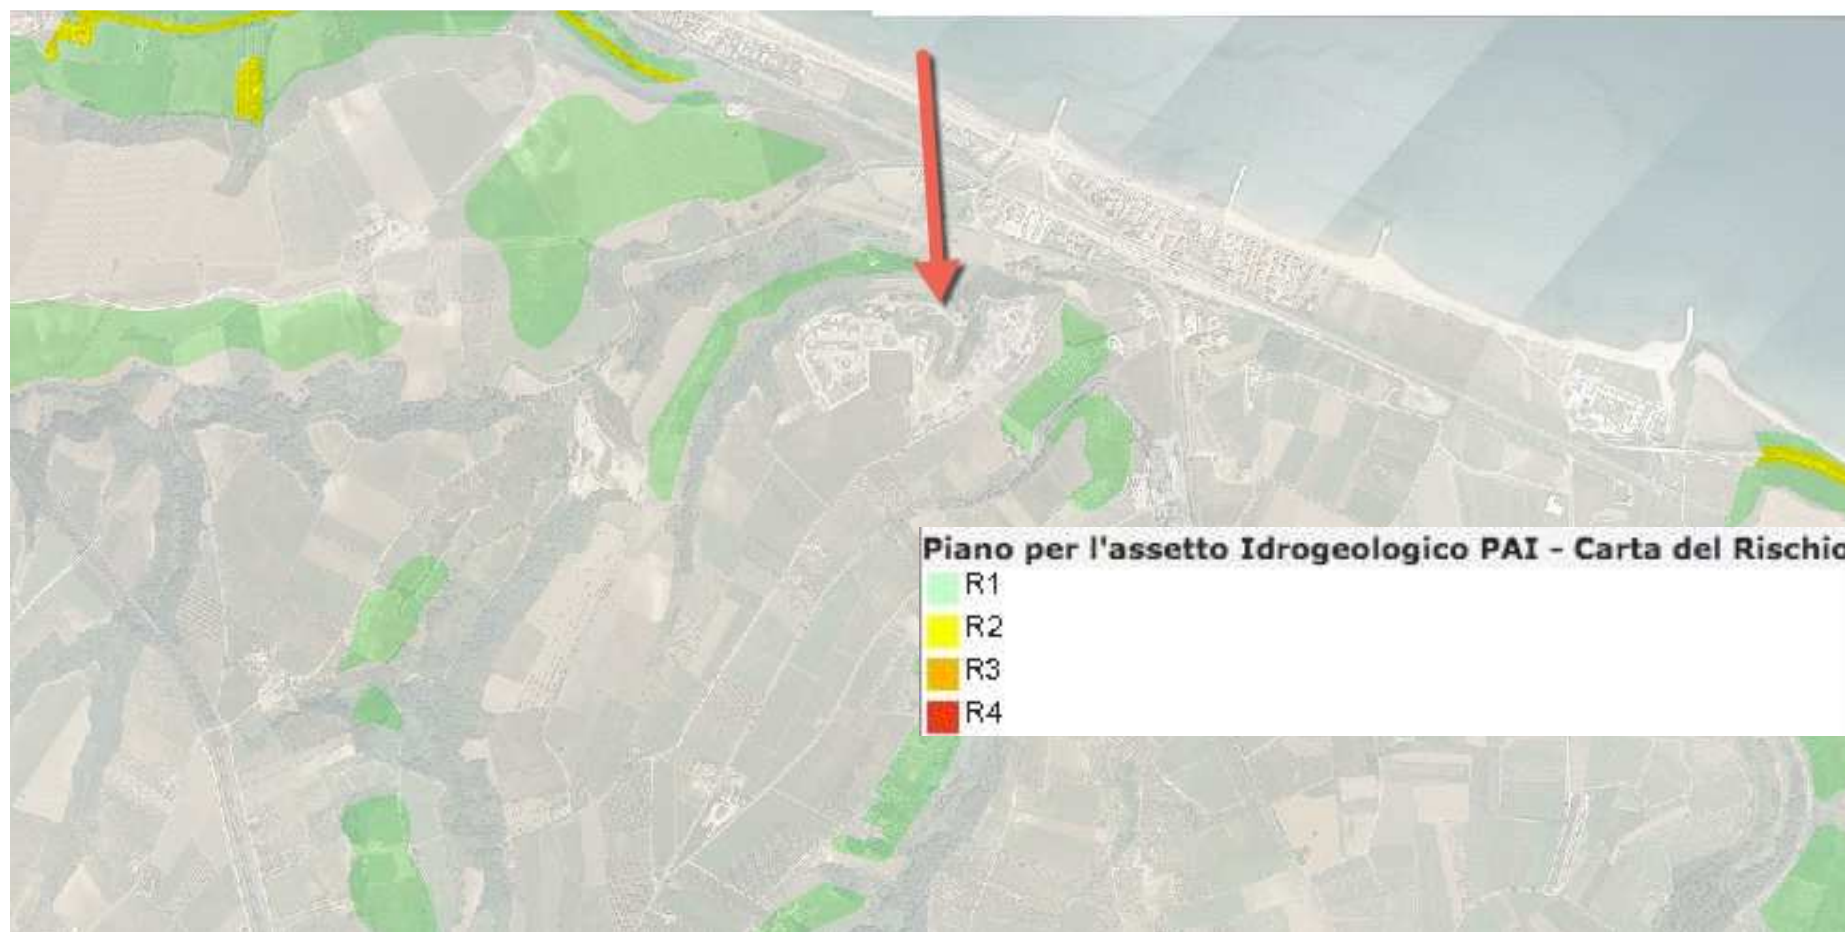 Piano per l'assetto Idrogeologico PAI - Carta del Rischio
R1
R2
R3
R4